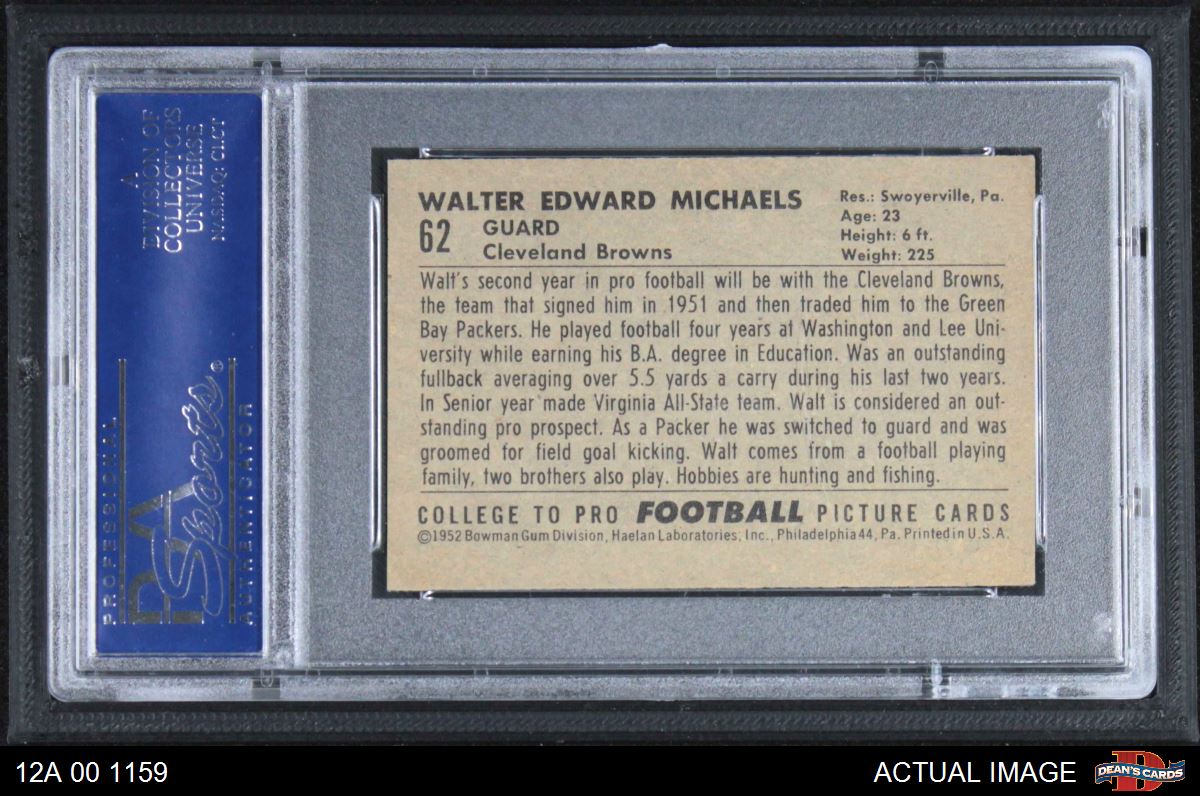 A
DIVISION OF
COLLECTORS
UNIVERSE
NASDAQ: CLCT
PROFESSIONAL
PSA
Sports®
AUTHENTICATOR
WALTER EDWARD MICHAELS
62
GUARD
Cleveland Browns
Res.: Swoyerville, Pa.
Age: 23
Height: 6 ft.
Weight: 225
Walt's second year in pro football will be with the Cleveland Browns,
the team that signed him in 1951 and then traded him to the Green
Bay Packers. He played football four years at Washington and Lee Uni-
versity while earning his B.A. degree in Education. Was an outstanding
fullback averaging over 5.5 yards a carry during his last two years.
In Senior year made Virginia All-State team. Walt is considered an out-
standing pro prospect. As a Packer he was switched to guard and was
groomed for field goal kicking. Walt comes from a football playing
family, two brothers also play. Hobbies are hunting and fishing.
COLLEGE TO PRO FOOTBALL PICTURE CARDS
©1952 Bowman Gum Division, Haelan Laboratories, Inc., Philadelphia 44, Pa. Printed in U.S.A.
12A 00 1159
ACTUAL IMAGE
D
DEAN'S CARDS